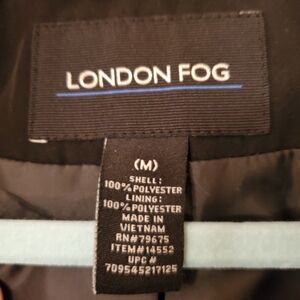 LONDON FOG
(M)
SHELL:
100% POLYESTER
LINING:
100% POLYESTER
MADE IN
VIETNAM
RN#79675
ITEM#14552
UPC #
709545217125